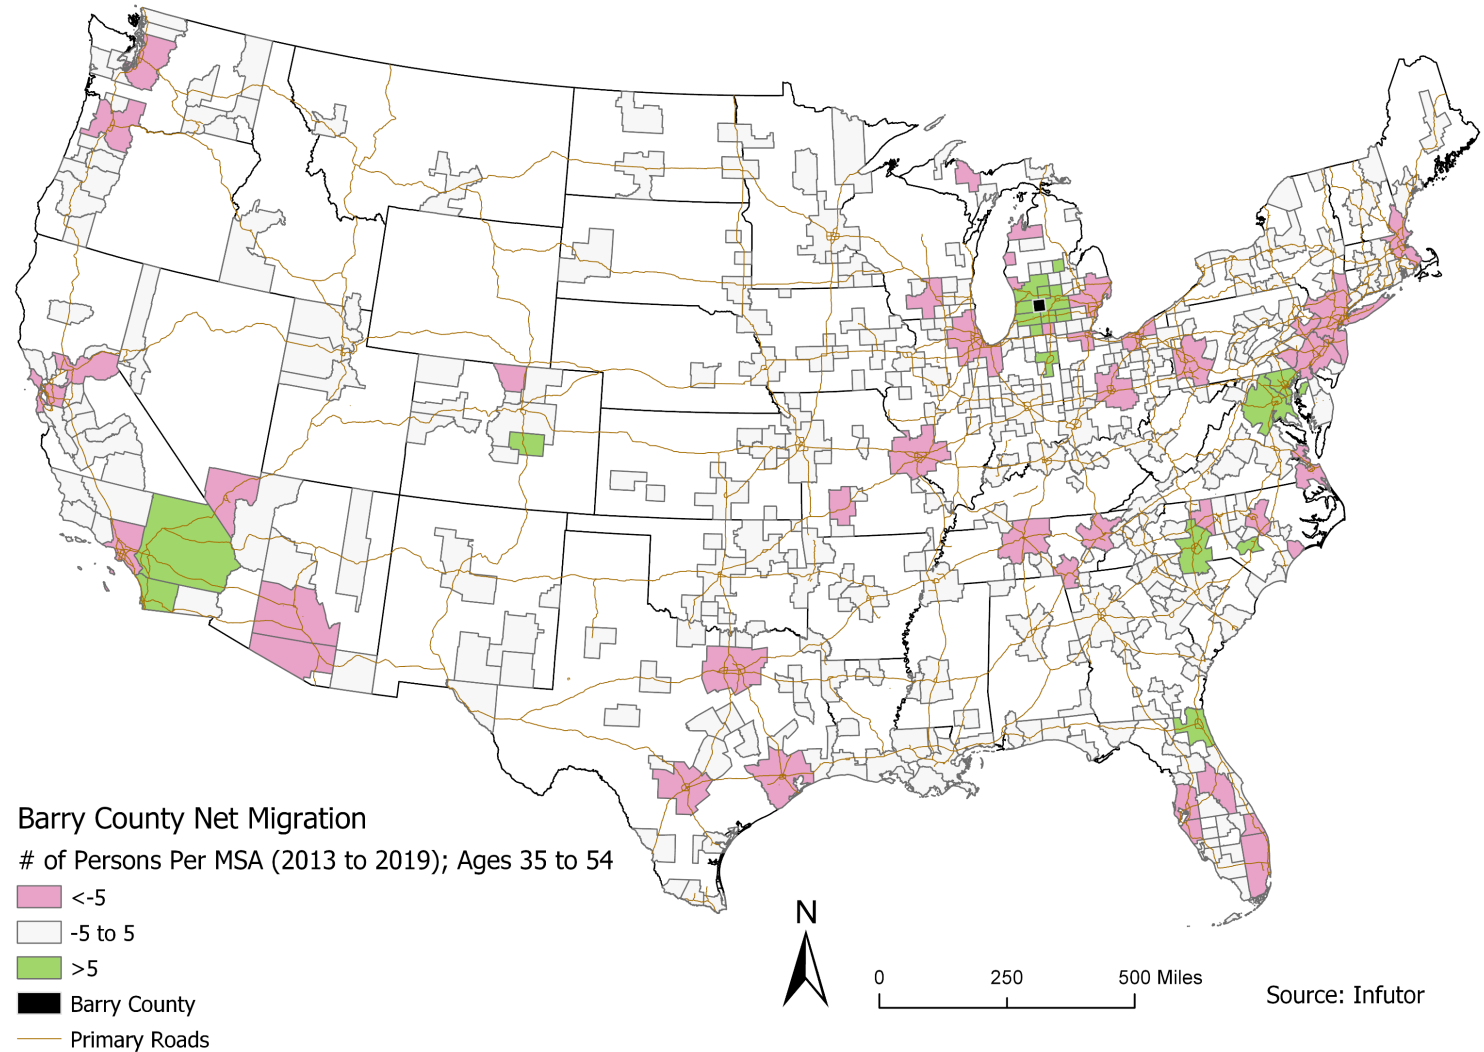 Barry County Net Migration
# of Persons Per MSA (2013 to 2019); Ages 35 to 54
<-5
-5 to 5
>5
Barry County
Primary Roads
N
0 250 500 Miles
Source: Infutor